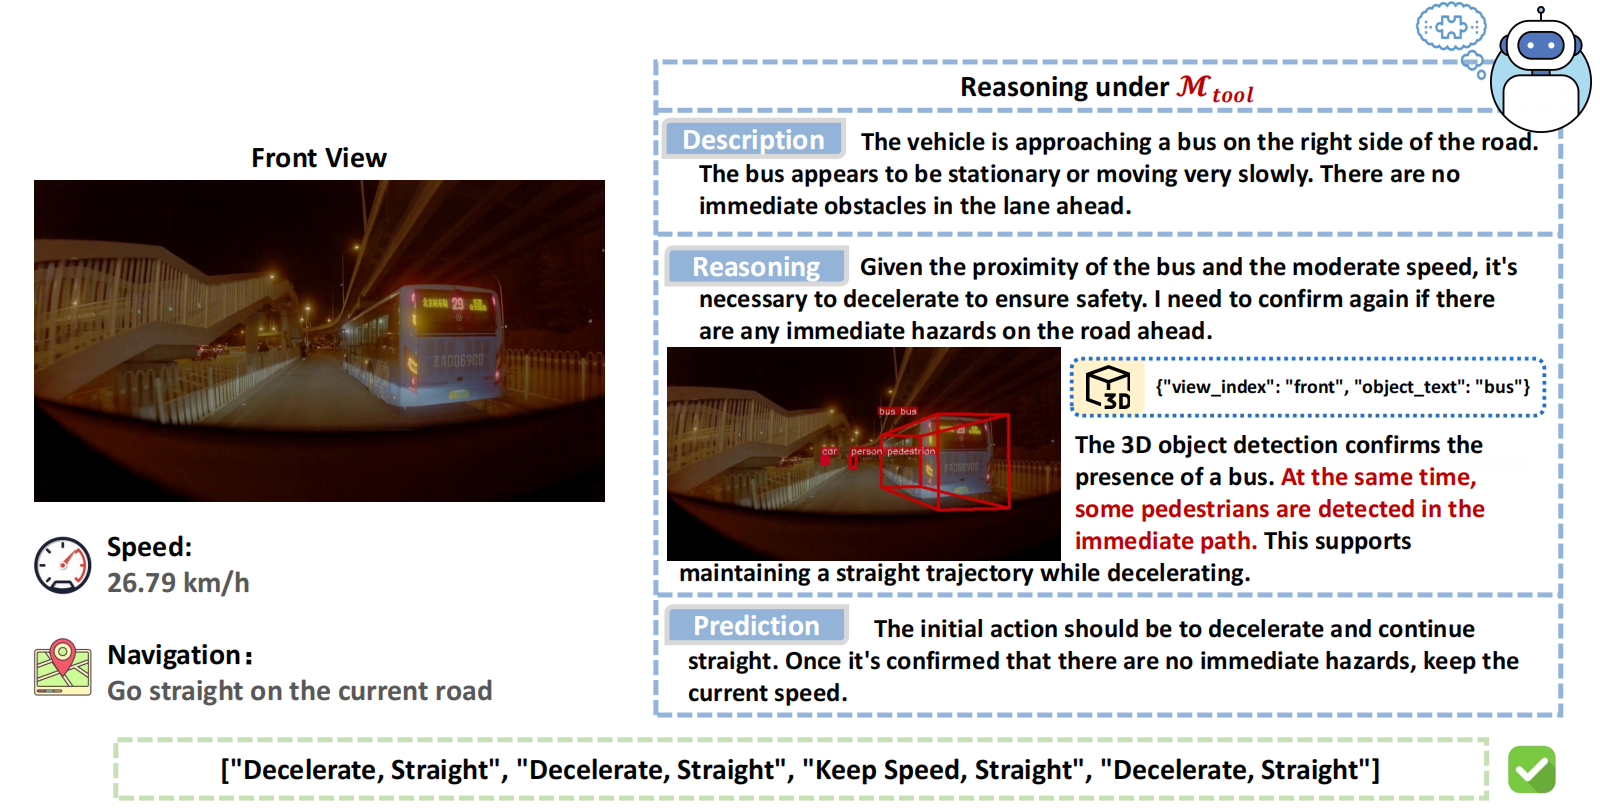 Front View
29
Speed:
26.79 km/h
Navigation:
Go straight on the current road
Reasoning under M tool
Description
The vehicle is approaching a bus on the right side of the road.
The bus appears to be stationary or moving very slowly. There are no
immediate obstacles in the lane ahead.
Reasoning
Given the proximity of the bus and the moderate speed, it's
necessary to decelerate to ensure safety. I need to confirm again if there
are any immediate hazards on the road ahead.
bus bus
car person pedestrian
3D
{"view_index": "front", "object_text": "bus"}
The 3D object detection confirms the
presence of a bus. At the same time,
some pedestrians are detected in the
immediate path. This supports
maintaining a straight trajectory while decelerating.
Prediction
The initial action should be to decelerate and continue
straight. Once it's confirmed that there are no immediate hazards, keep the
current speed.
["Decelerate, Straight", "Decelerate, Straight", "Keep Speed, Straight", "Decelerate, Straight"]